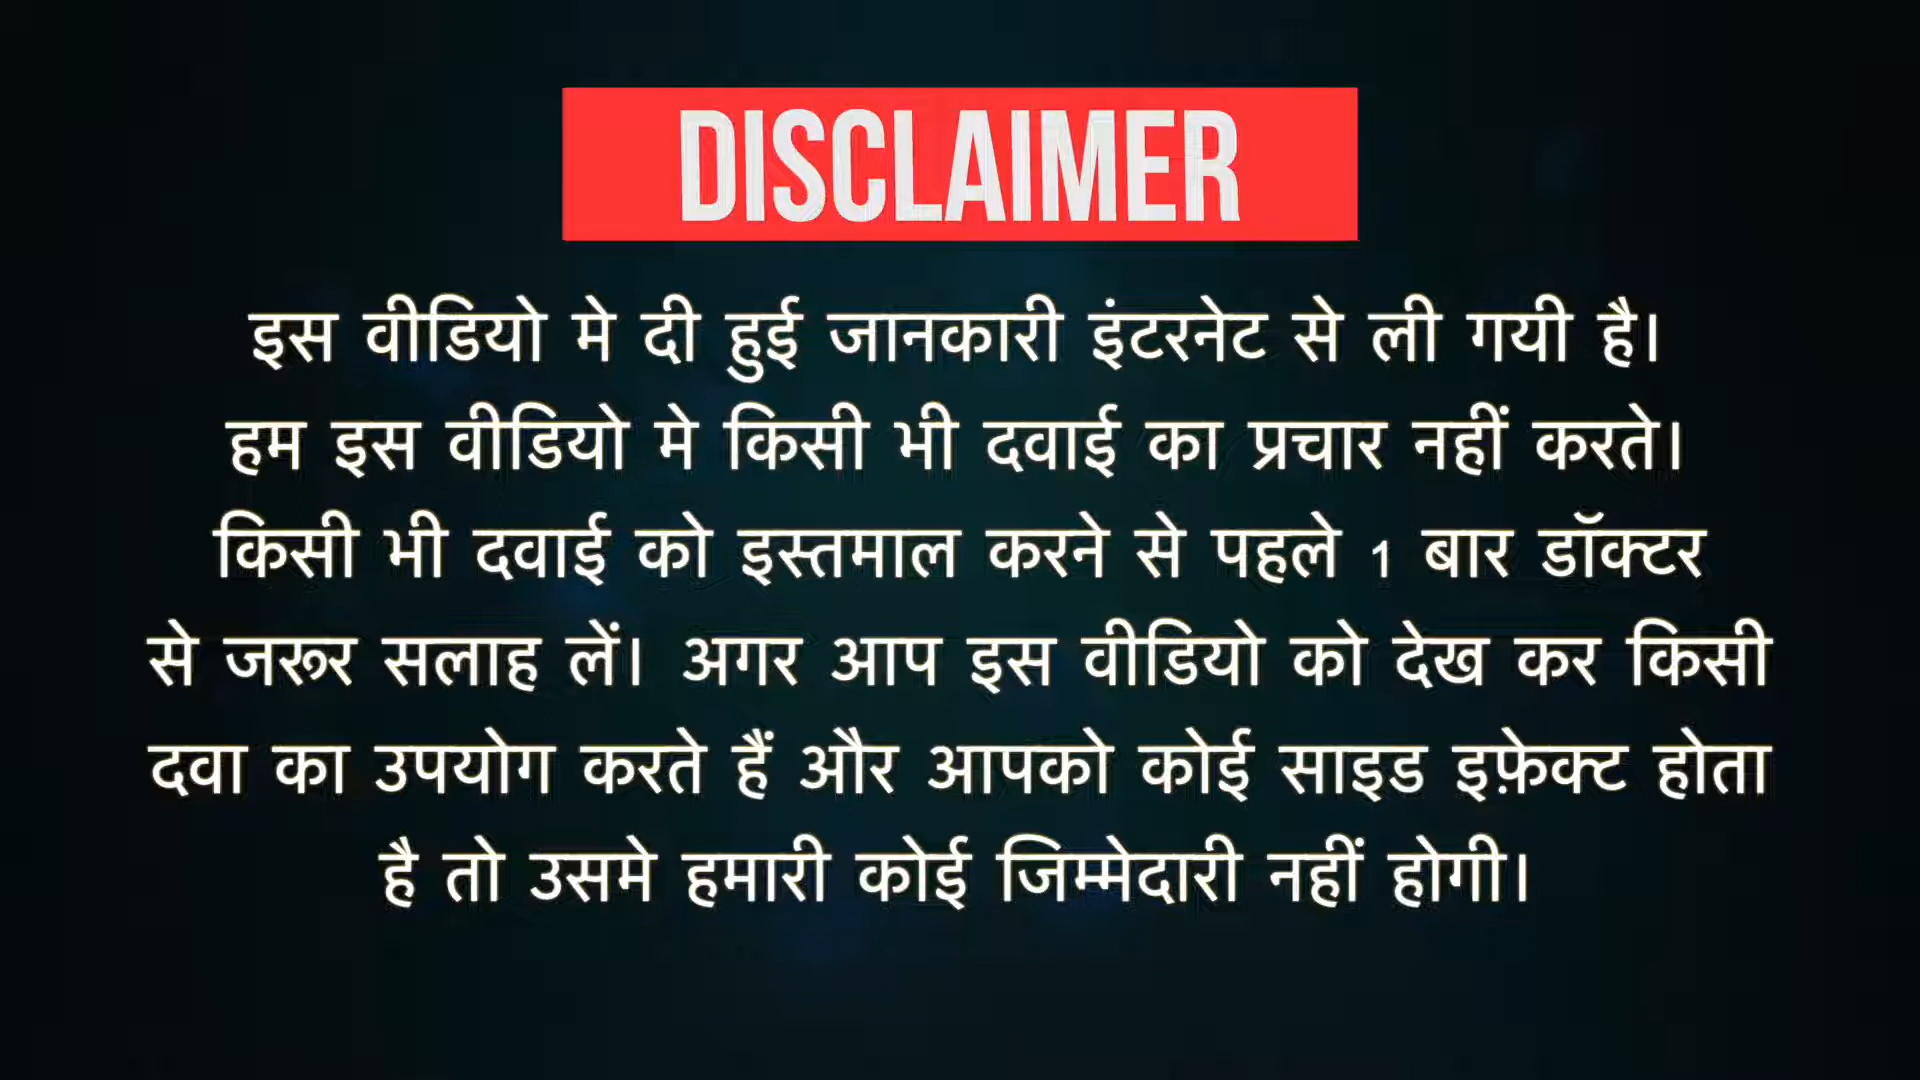 DISCLAIMER
इस वीडियो मे दी हुई जानकारी इंटरनेट से ली गयी है।
हम इस वीडियो मे किसी भी दवाई का प्रचार नहीं करते।
किसी भी दवाई को इस्तमाल करने से पहले 1 बार डॉक्टर
से जरूर सलाह लें। अगर आप इस वीडियो को देख कर किसी
दवा का उपयोग करते हैं और आपको कोई साइड इफ़ेक्ट होता
है तो उसमे हमारी कोई जिम्मेदारी नहीं होगी।